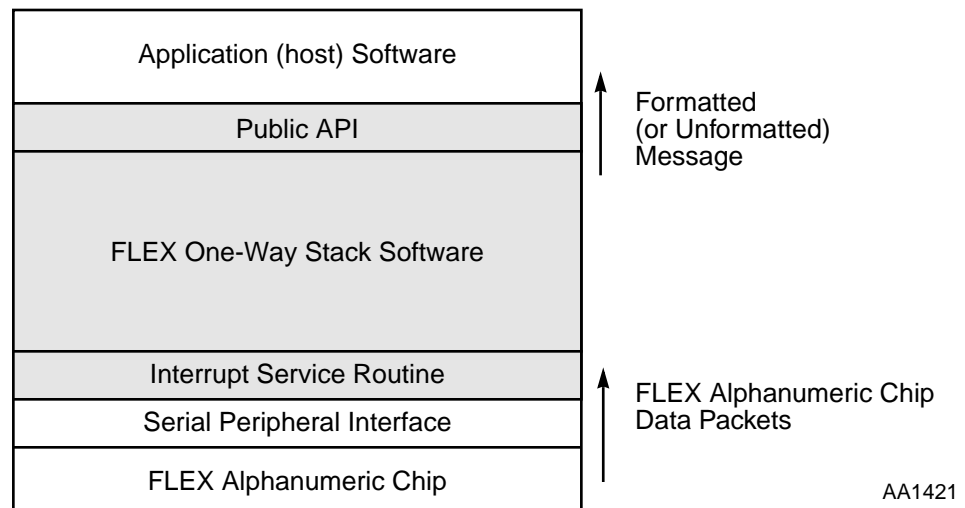 Application (host) Software
Public API
Formatted
(or Unformatted)
Message
FLEX One-Way Stack Software
Interrupt Service Routine
Serial Peripheral Interface
FLEX Alphanumeric Chip
FLEX Alphanumeric Chip
Data Packets
AA1421